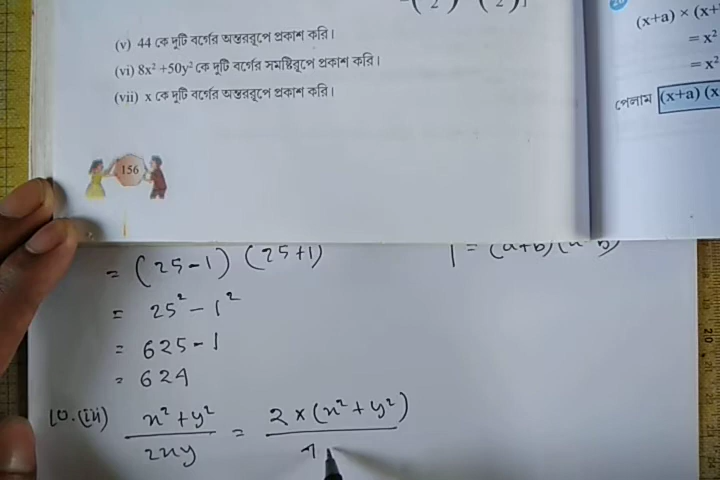 (v) 44 কে দুটি বর্গের অন্তররূপে প্রকাশ করি।
(vi) 8x² +50y² কে দুটি বর্গের সমষ্টিরূপে প্রকাশ করি।
(vii) x কে দুটি বর্গের অন্তররূপে প্রকাশ করি।
156
(x+a) × (x+
= x²
= x²
পেলাম (x+a) (x
= (25-1) (25+1)
= 25² - 1²
= 625-1
= 624
= (a+b)(a-b)
10.(iii) x²+y²/2xy = 2×(x²+y²)/4